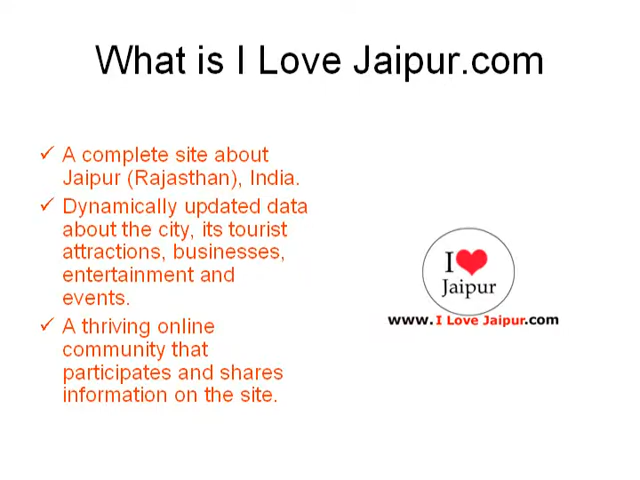 What is I Love Jaipur.com
A complete site about
Jaipur (Rajasthan), India.
Dynamically updated data
about the city, its tourist
attractions, businesses,
entertainment and
events.
A thriving online
community that
participates and shares
information on the site.
I
Jaipur
www.I Love Jaipur.com